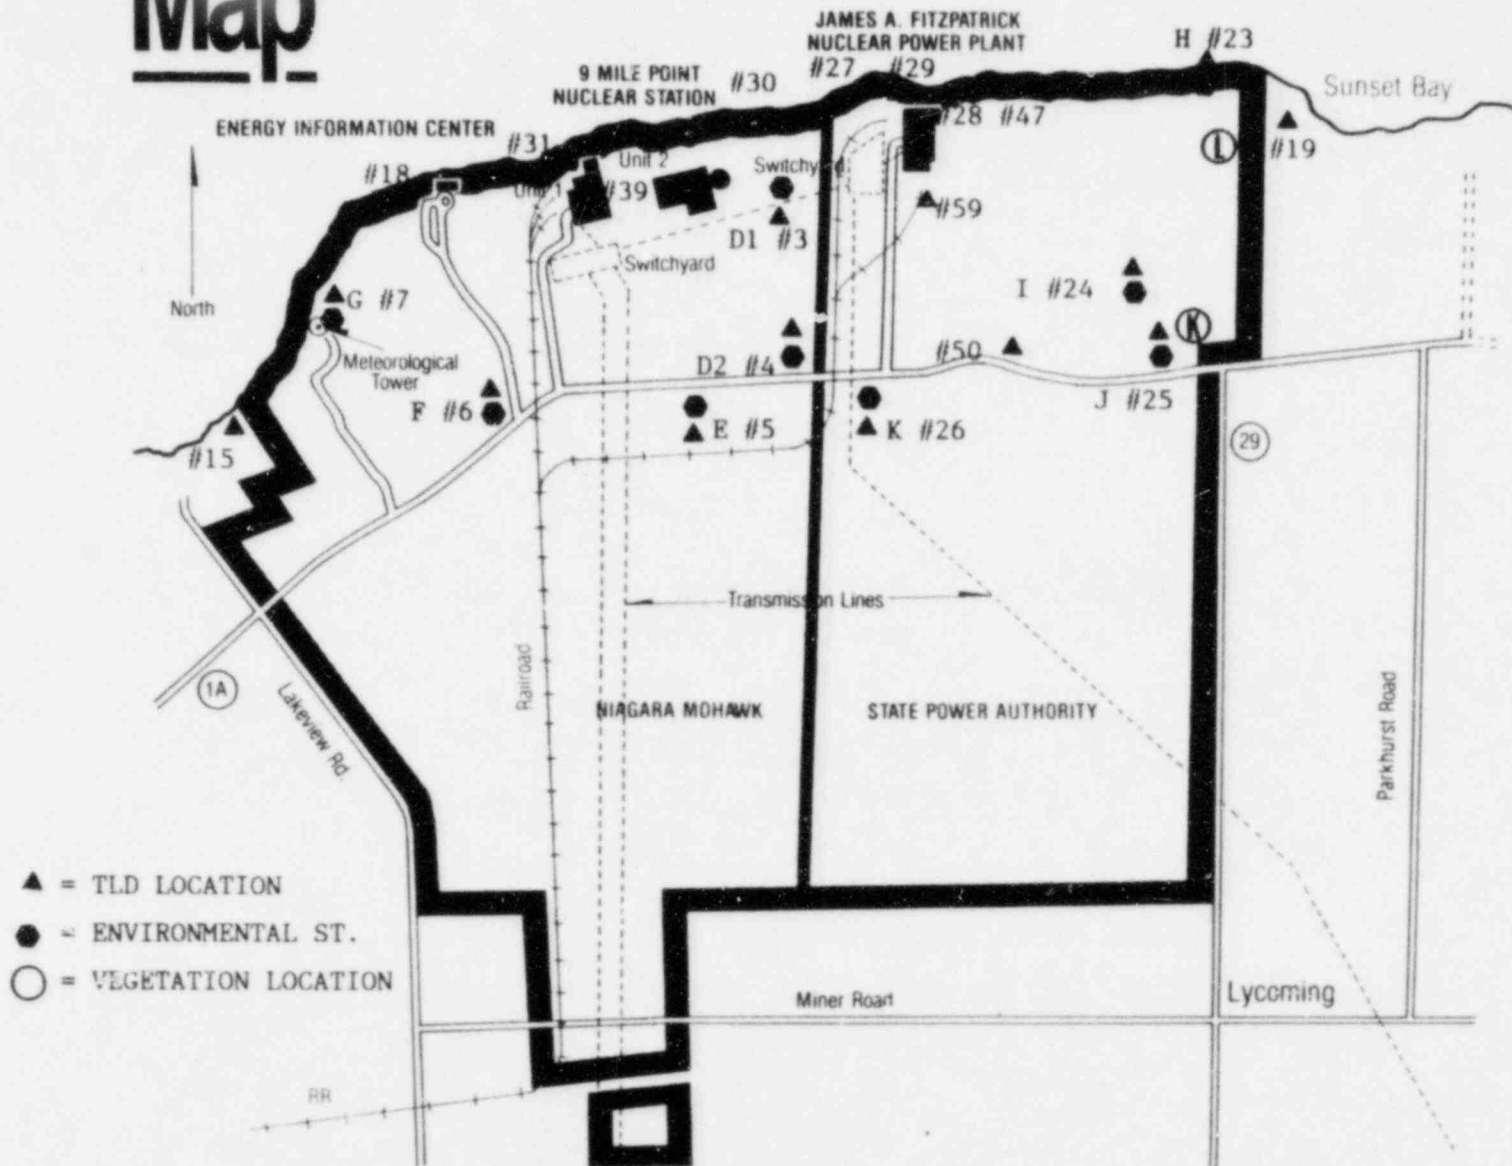 Map
JAMES A. FITZPATRICK
NUCLEAR POWER PLANT
H #23
9 MILE POINT
NUCLEAR STATION
#30
#27
#29
Sunset Bay
ENERGY INFORMATION CENTER
#31
#28 #47
L
#19
#18
Unit 2
Switchyard
Unit 1
#39
#59
D1 #3
Switchyard
G #7
I #24
North
K
Meteorological
Tower
D2 #4
#50
F #6
J #25
E #5
K #26
29
#15
Transmission Lines
Railroad
1A
Lakeview Rd.
NIAGARA MOHAWK
STATE POWER AUTHORITY
Parkhurst Road
▲ = TLD LOCATION
⬢ = ENVIRONMENTAL ST.
○ = VEGETATION LOCATION
Miner Road
Lycoming
RR